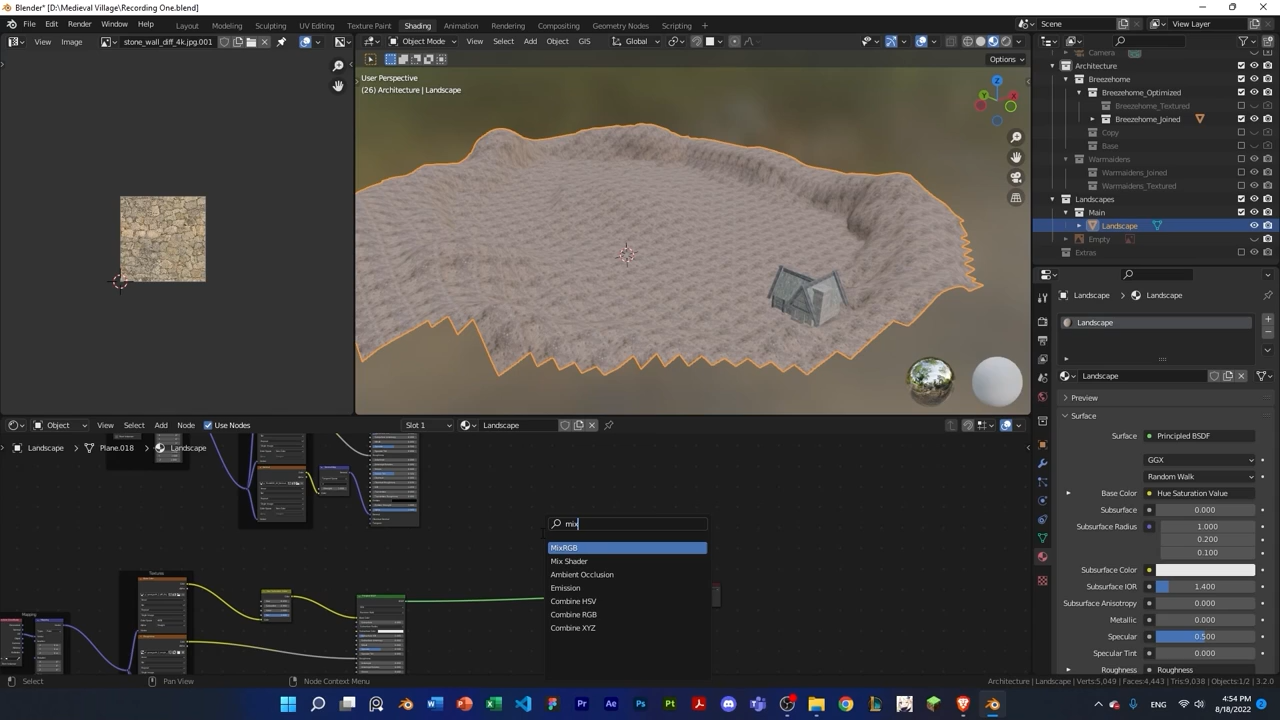 Blender* [D:\Medieval Village\Recording One.blend]
File Edit Render Window Help Layout Modeling Sculpting UV Editing Texture Paint Shading Animation Rendering Compositing Geometry Nodes Scripting Scene View Layer
View Image stone_wall_diff_4k.jpg.001 Object Mode View Select Add Object GIS Global
Options
User Perspective
(26) Architecture | Landscape
Camera
Architecture
Breezehome
Breezehome_Optimized
Breezehome_Textured
Breezehome_Joined
Copy
Base
Warmaidens
Warmaidens_Joined
Warmaidens_Textured
Landscapes
Main
Landscape
Empty
Extras
Landscape Landscape
Landscape
Landscape
Preview
Surface
Surface Principled BSDF
GGX
Random Walk
Base Color Hue Saturation Value
Subsurface 0.000
Subsurface Radius 1.000
0.200
0.100
Subsurface Color
Subsurface IOR 1.400
Subsurface Anisotropy 0.000
Metallic 0.000
Specular 0.500
Specular Tint 0.000
Roughness Roughness
Object View Select Add Node Use Nodes Slot 1 Landscape
Landscape Landscape
mix
MixRGB
Mix Shader
Ambient Occlusion
Emission
Combine HSV
Combine RGB
Combine XYZ
Textures
Mapping
Select Pan View Node Context Menu Architecture | Landscape | Verts:5,049 | Faces:4,443 | Objects:1/2 | 3.2.0
4:54 PM
8/18/2022